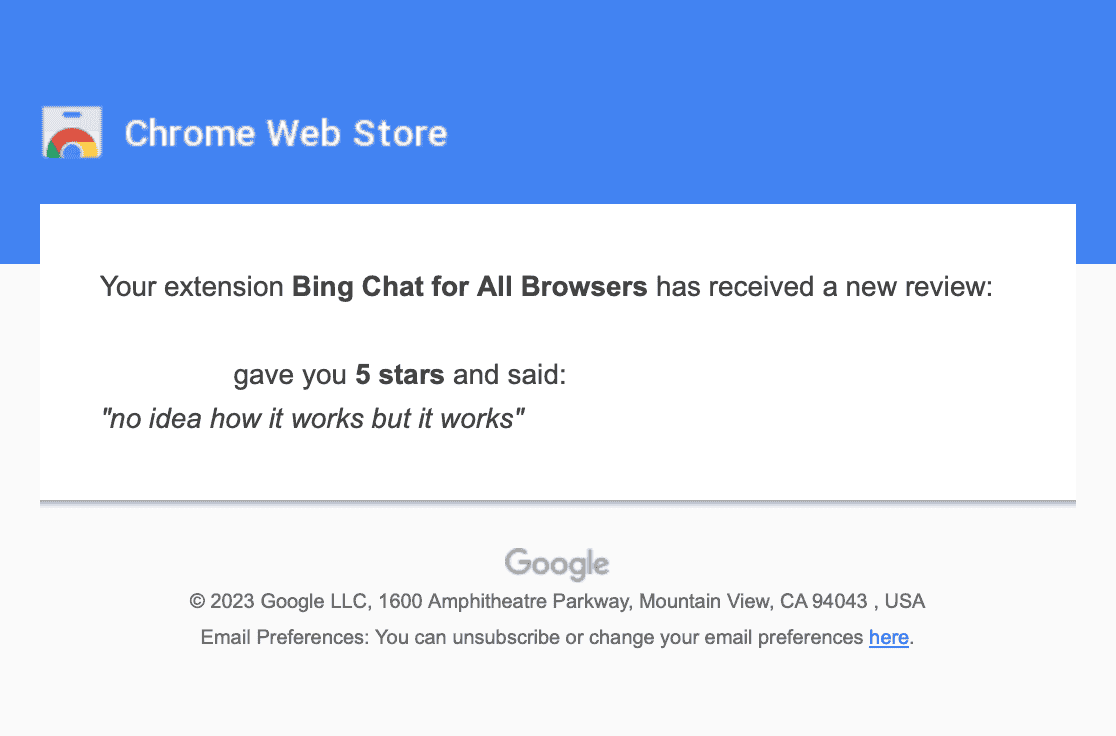 Chrome Web Store
Your extension Bing Chat for All Browsers has received a new review:
gave you 5 stars and said:
"no idea how it works but it works"
Google
© 2023 Google LLC, 1600 Amphitheatre Parkway, Mountain View, CA 94043 , USA
Email Preferences: You can unsubscribe or change your email preferences here.